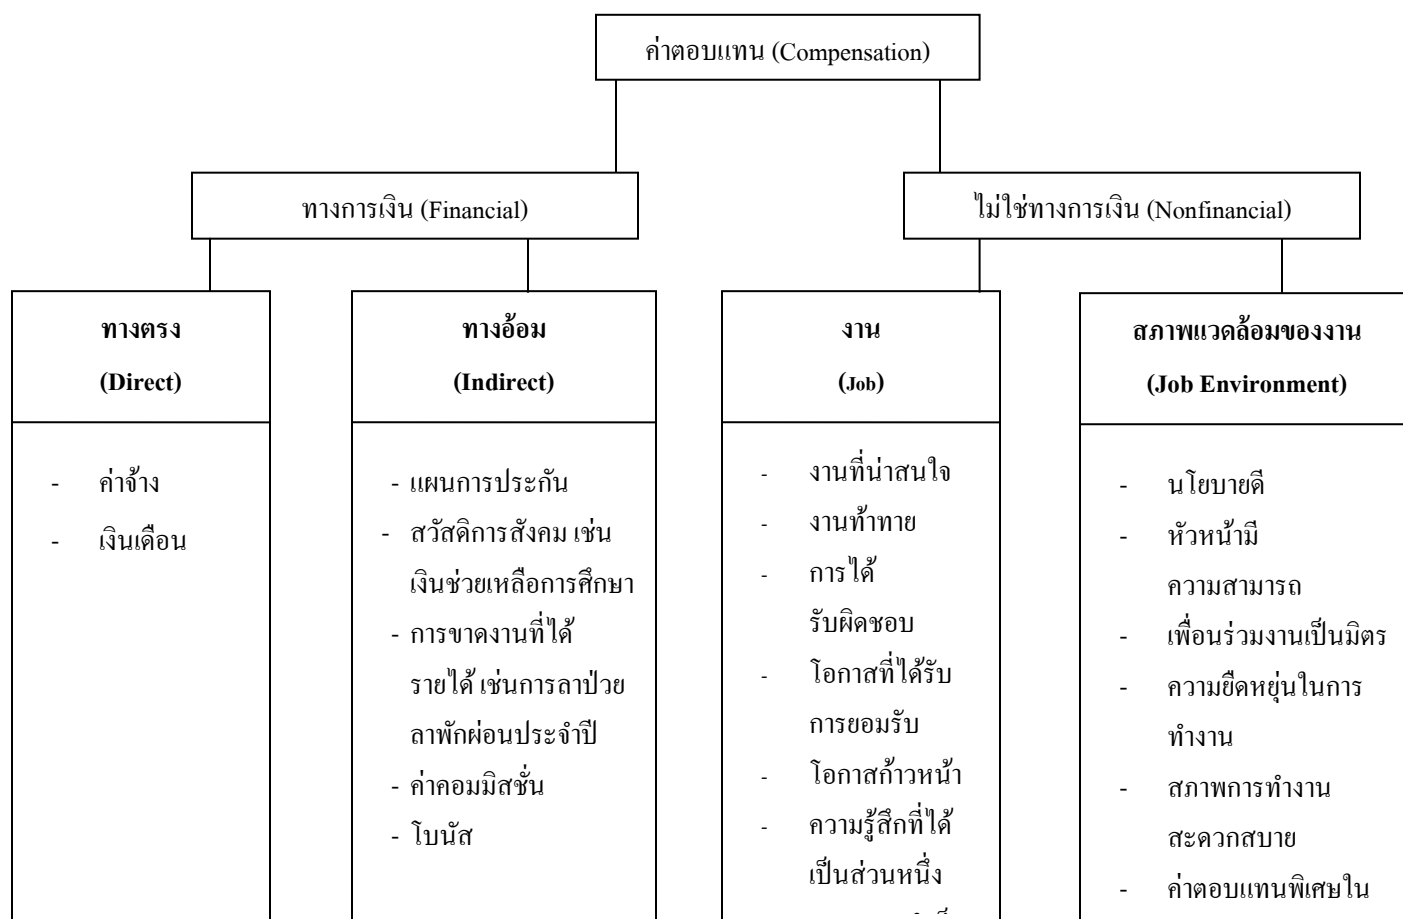 ค่าตอบแทน (Compensation)
ทางการเงิน (Financial)
ไม่ใช่ทางการเงิน (Nonfinancial)
ทางตรง
(Direct)
- ค่าจ้าง
- เงินเดือน
ทางอ้อม
(Indirect)
- แผนการประกัน
- สวัสดิการสังคม เช่น
เงินช่วยเหลือการศึกษา
- การขาดงานที่ได้
รายได้ เช่นการลาป่วย
ลาพักผ่อนประจำปี
- ค่าคอมมิสชั่น
- โบนัส
งาน
(Job)
- งานที่น่าสนใจ
- งานท้าทาย
- การได้
รับผิดชอบ
- โอกาสที่ได้รับ
การยอมรับ
- โอกาสก้าวหน้า
- ความรู้สึกที่ได้
เป็นส่วนหนึ่ง
สภาพแวดล้อมของงาน
(Job Environment)
- นโยบายดี
- หัวหน้ามี
ความสามารถ
- เพื่อนร่วมงานเป็นมิตร
- ความยืดหยุ่นในการ
ทำงาน
- สภาพการทำงาน
สะดวกสบาย
- ค่าตอบแทนพิเศษใน